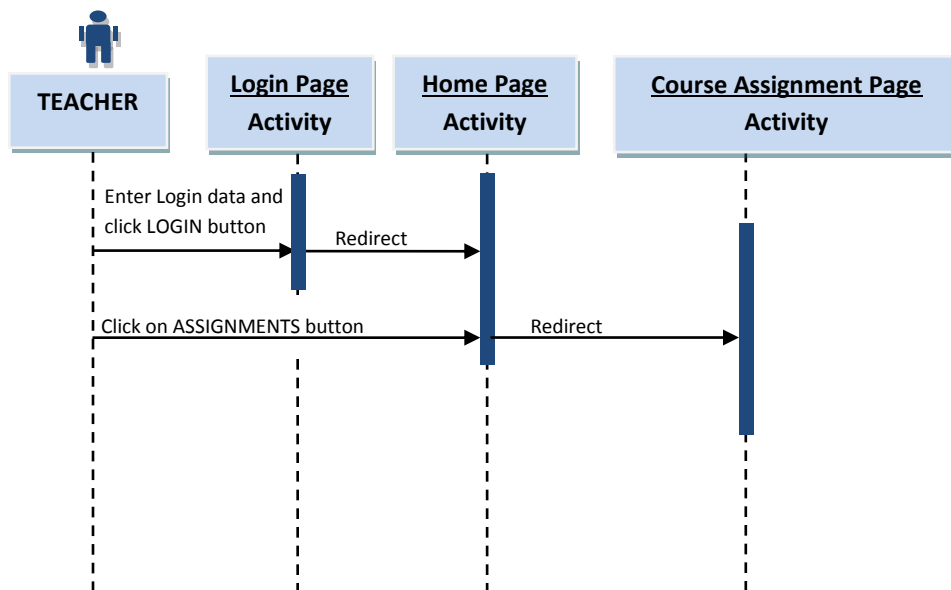 TEACHER
Login Page
Activity
Home Page
Activity
Course Assignment Page
Activity
Enter Login data and
click LOGIN button
Redirect
Click on ASSIGNMENTS button
Redirect